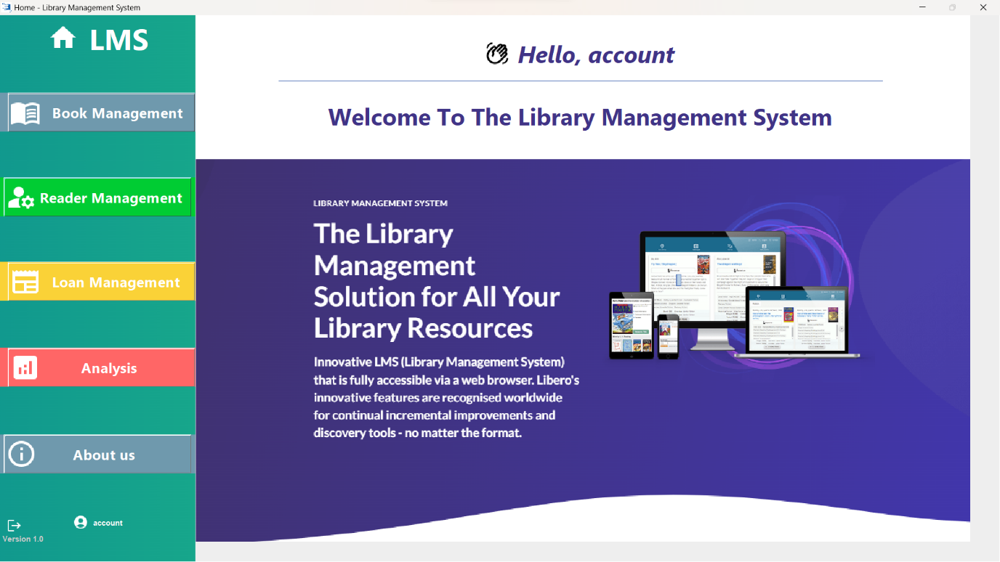 Home - Library Management System
LMS
Hello, account
Welcome To The Library Management System
Book Management
Reader Management
Loan Management
Analysis
About us
account
Version 1.0
LIBRARY MANAGEMENT SYSTEM
The Library
Management
Solution for All Your
Library Resources
Innovative LMS (Library Management System)
that is fully accessible via a web browser. Libero's
innovative features are recognised worldwide
for continual incremental improvements and
discovery tools - no matter the format.